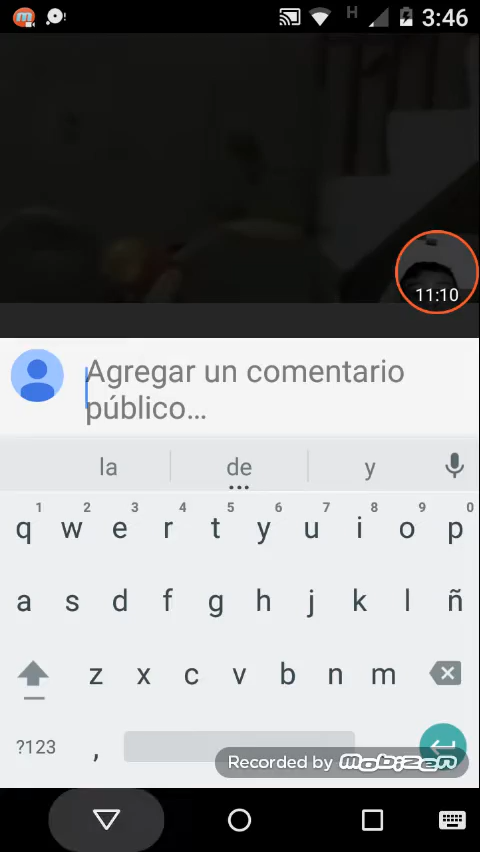 H 3:46
11:10
Agregar un comentario
público...
la de y
1 2 3 4 5 6 7 8 9 0
q w e r t y u i o p
a s d f g h j k l ñ
z x c v b n m
?123 ,
Recorded by mobizen